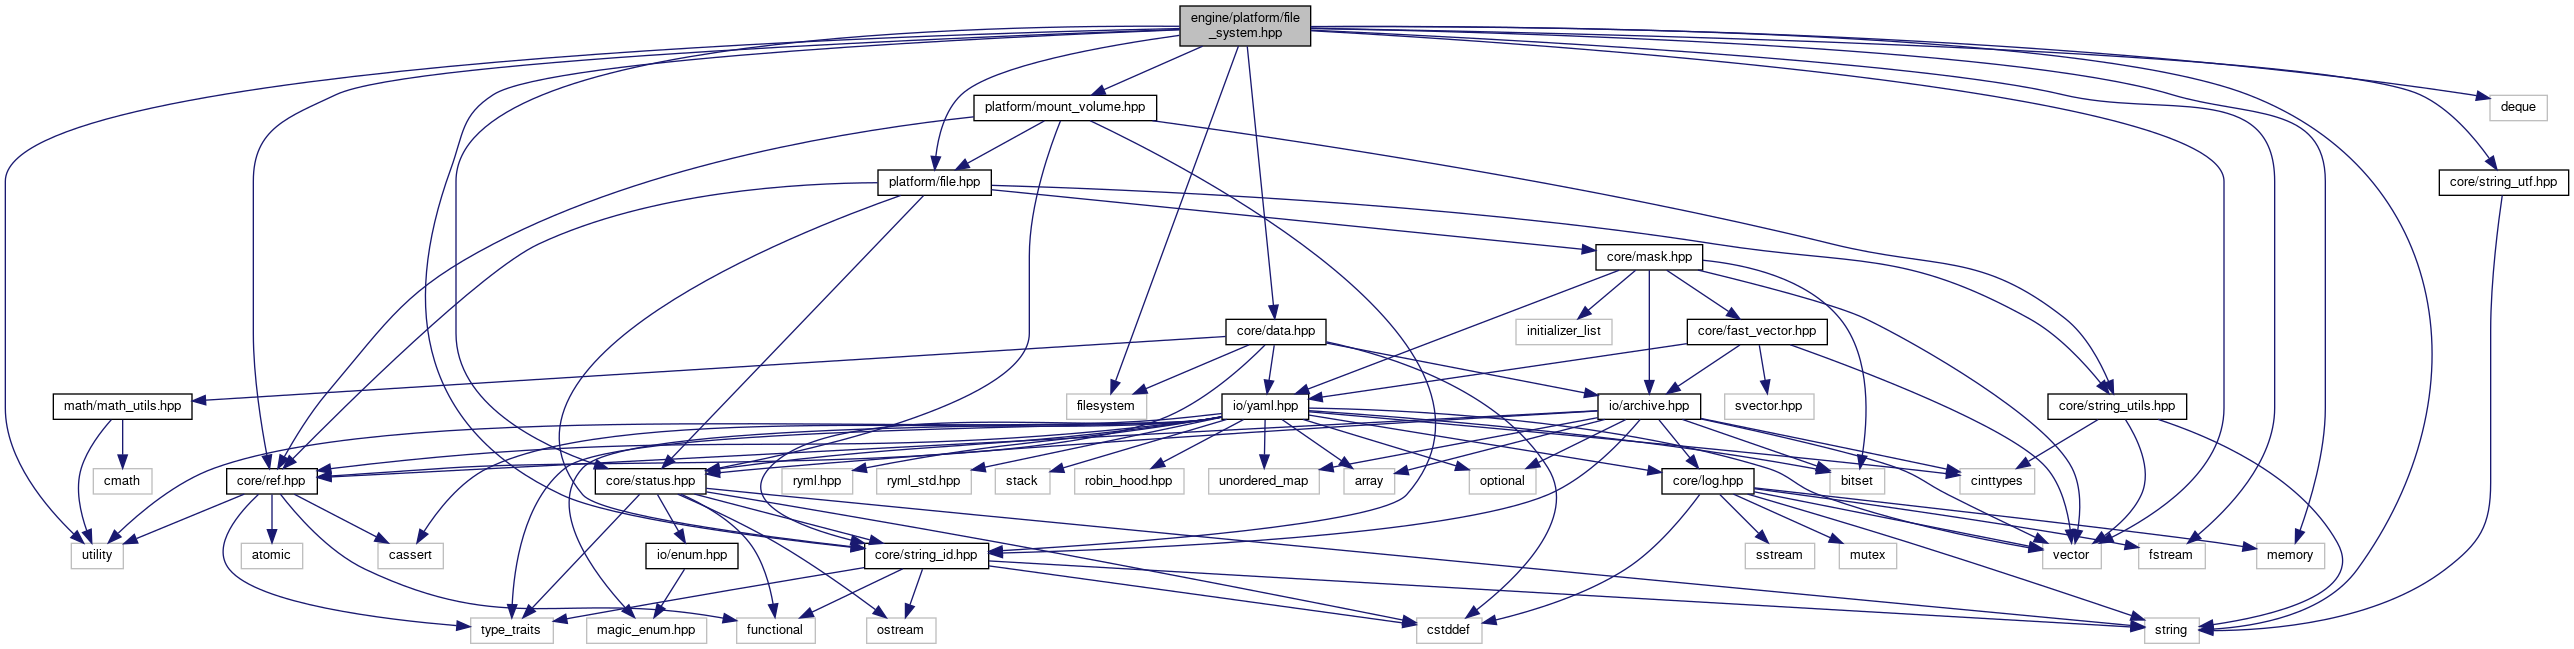 engine/platform/file
_system.hpp
platform/mount_volume.hpp
deque
platform/file.hpp
core/string_utf.hpp
core/mask.hpp
core/data.hpp
initializer_list
core/fast_vector.hpp
math/math_utils.hpp
filesystem
io/yaml.hpp
io/archive.hpp
svector.hpp
core/string_utils.hpp
cmath
core/ref.hpp
core/status.hpp
ryml.hpp
ryml_std.hpp
stack
robin_hood.hpp
unordered_map
array
optional
core/log.hpp
bitset
cinttypes
utility
atomic
cassert
io/enum.hpp
core/string_id.hpp
sstream
mutex
vector
fstream
memory
type_traits
magic_enum.hpp
functional
ostream
cstddef
string